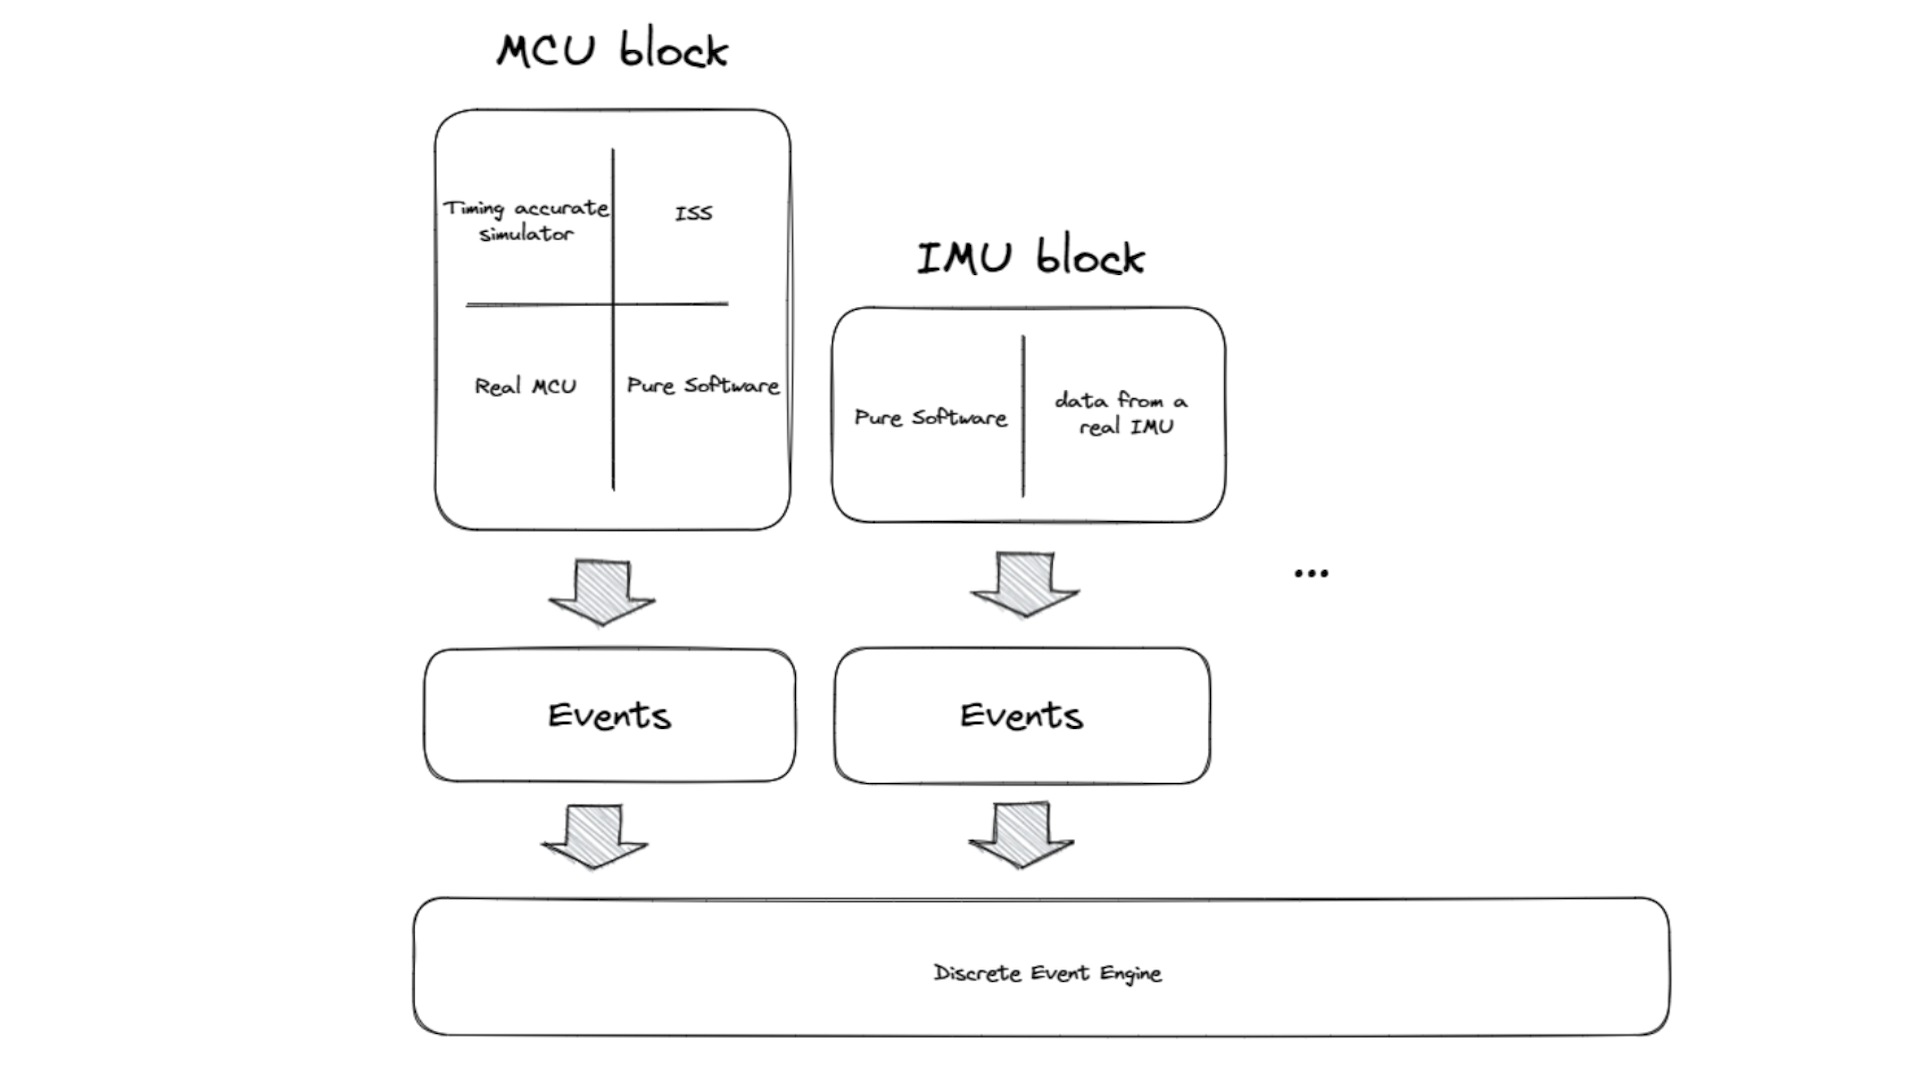 MCU block
Timing accurate
simulator
ISS
Real MCU
Pure Software
IMU block
Pure Software
data from a
real IMU
...
Events
Events
Discrete Event Engine